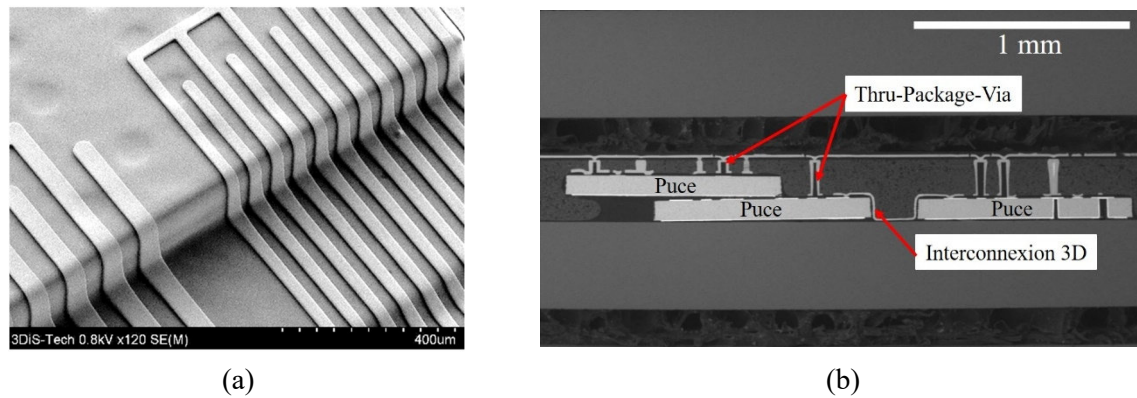 3DiS-Tech 0.8kV x120 SE(M) 400um
(a)
1 mm
Thru-Package-Via
Puce
Puce
Puce
Interconnexion 3D
(b)